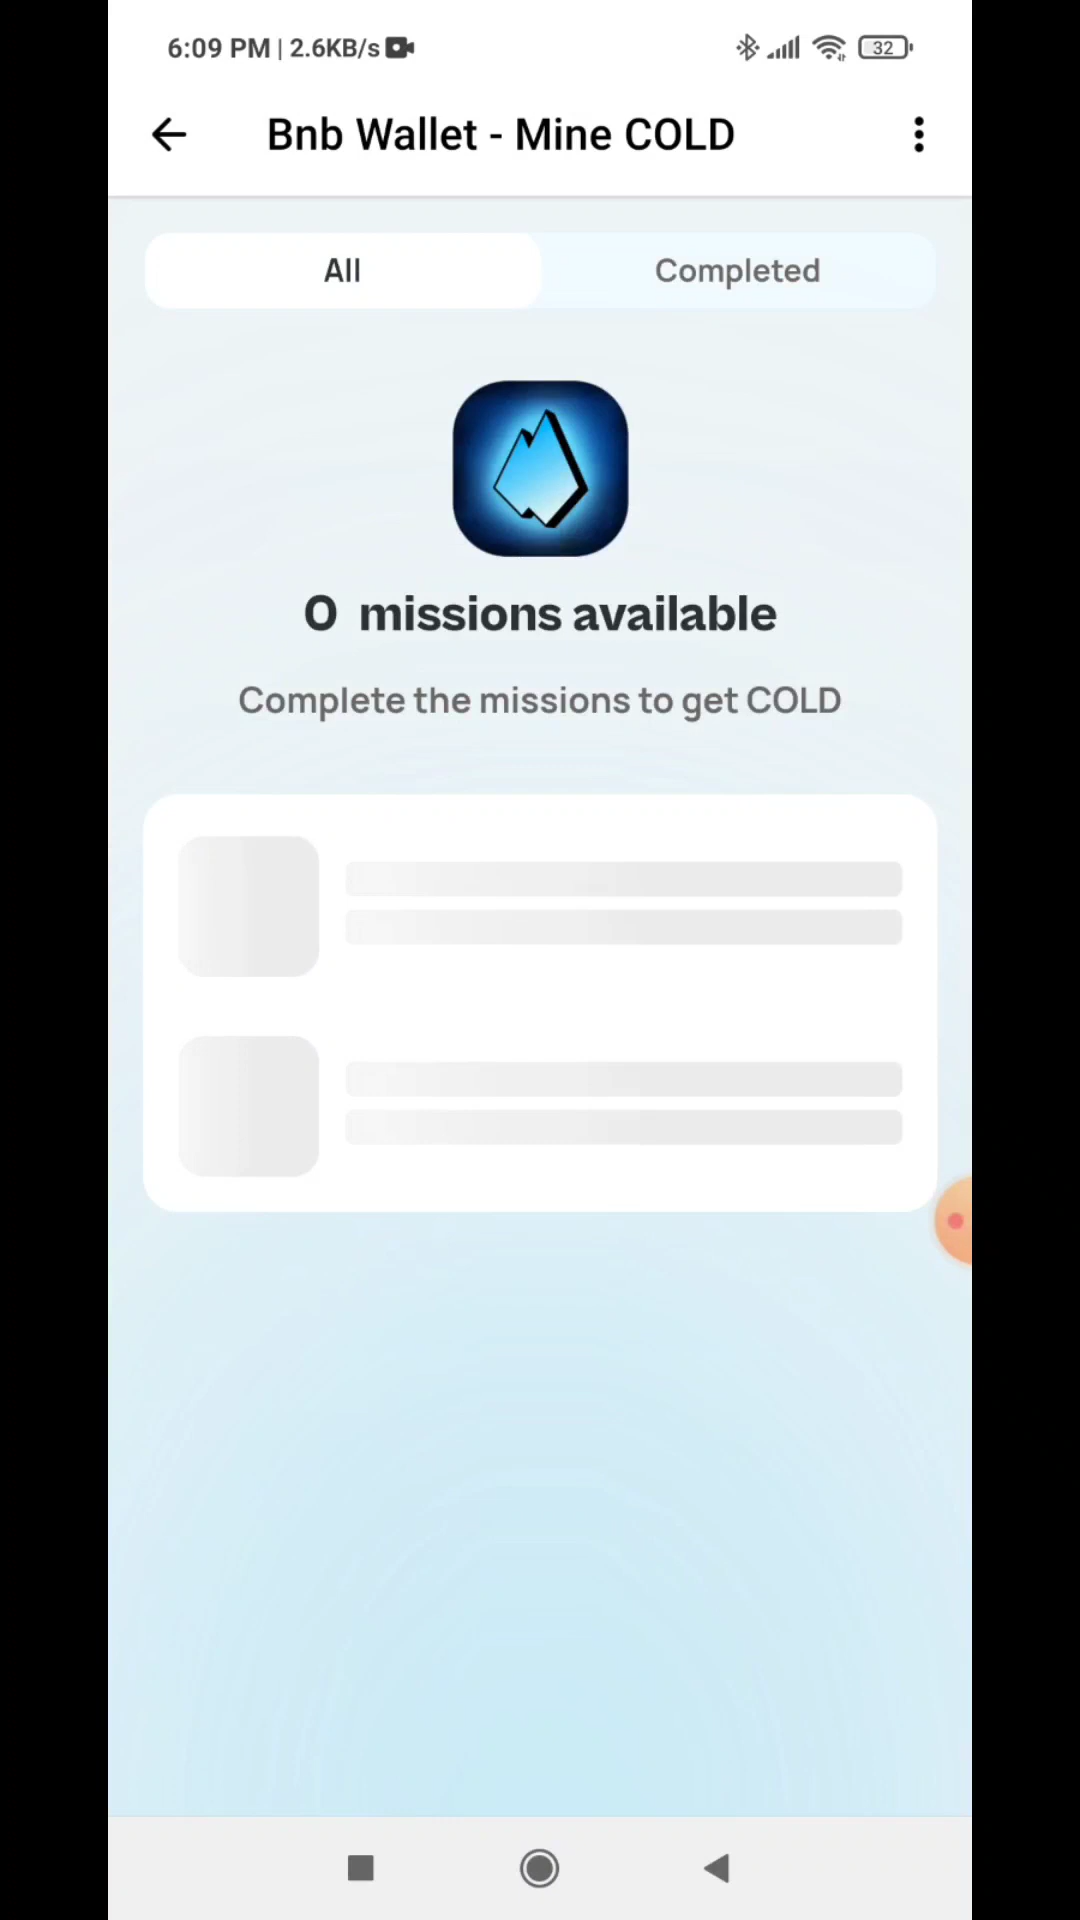 6:09 PM | 2.6KB/s
32
Bnb Wallet - Mine COLD
All
Completed
0 missions available
Complete the missions to get COLD